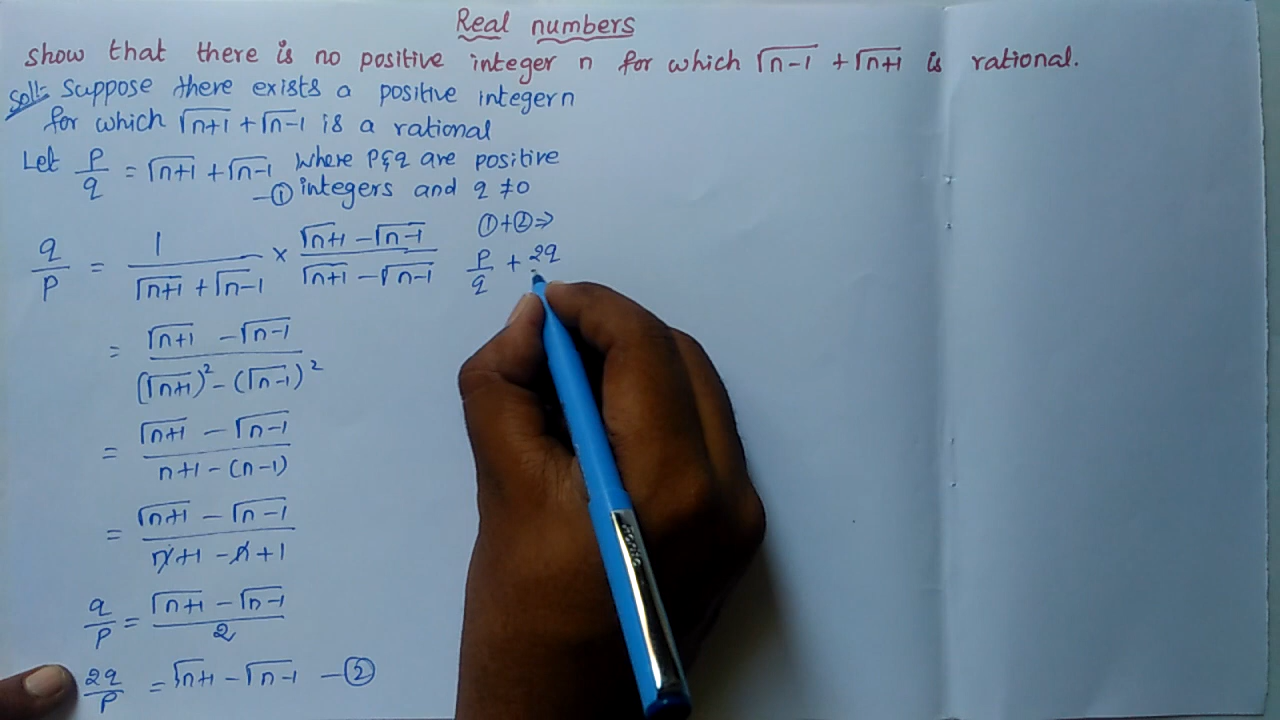 Real numbers
show that there is no positive integer n for which √n-1 + √n+1 is rational.
Sol:- Suppose there exists a positive integer n
for which √n+1 + √n-1 is a rational
Let p/q = √n+1 + √n-1 where p & q are positive
-① integers and q ≠ 0
q/p = 1/(√n+1 + √n-1) × (√n+1 - √n-1)/(√n+1 - √n-1)
= (√n+1 - √n-1)/((√n+1)² - (√n-1)²)
= (√n+1 - √n-1)/(n+1 - (n-1))
= (√n+1 - √n-1)/(n+1 - n+1)
q/p = (√n+1 - √n-1)/2
2q/p = √n+1 - √n-1 - ②
①+② ⇒
p/q + 2q